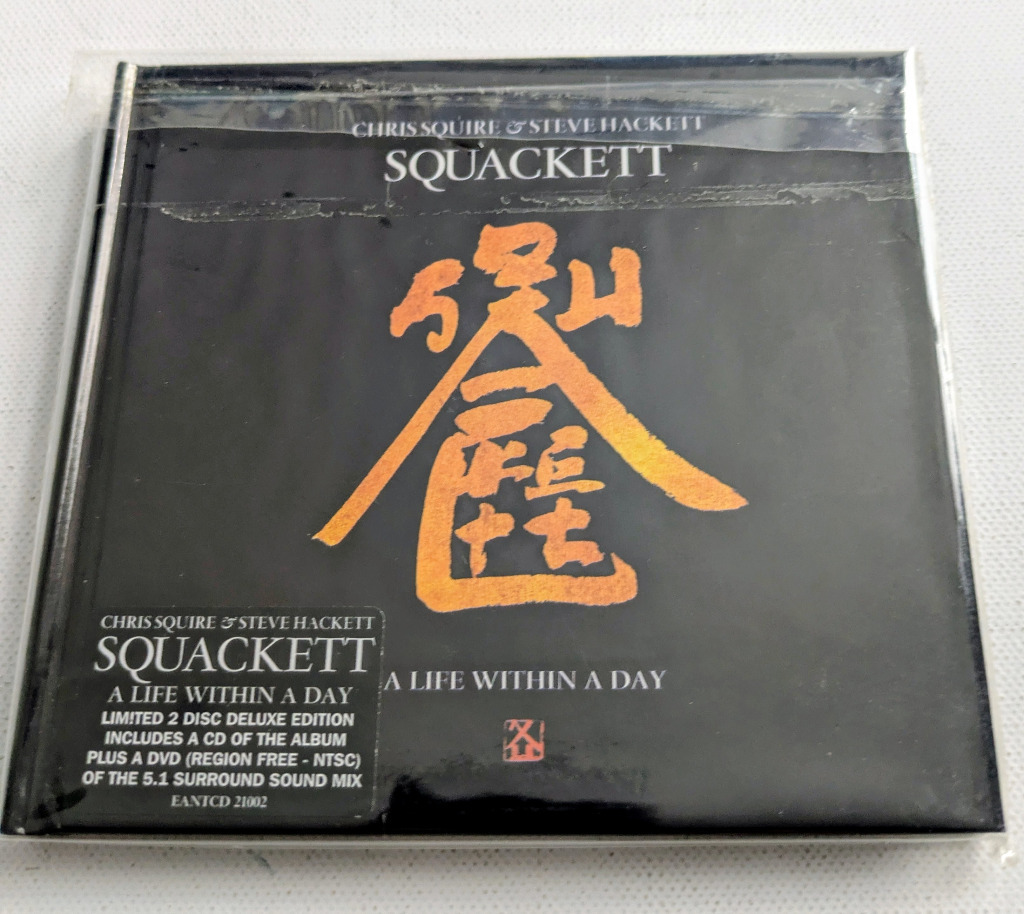 CHRIS SQUIRE & STEVE HACKETT
SQUACKETT
A LIFE WITHIN A DAY
CHRIS SQUIRE & STEVE HACKETT
SQUACKETT
A LIFE WITHIN A DAY
LIMITED 2 DISC DELUXE EDITION
INCLUDES A CD OF THE ALBUM
PLUS A DVD (REGION FREE - NTSC)
OF THE 5.1 SURROUND SOUND MIX
EANTCD 21002